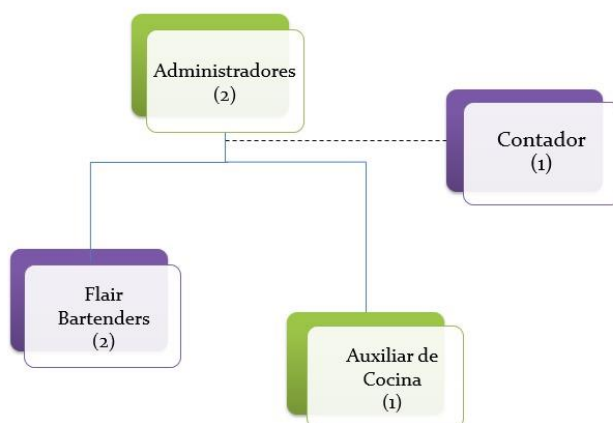 Administradores
(2)
Contador
(1)
Flair
Bartenders
(2)
Auxiliar de
Cocina
(1)